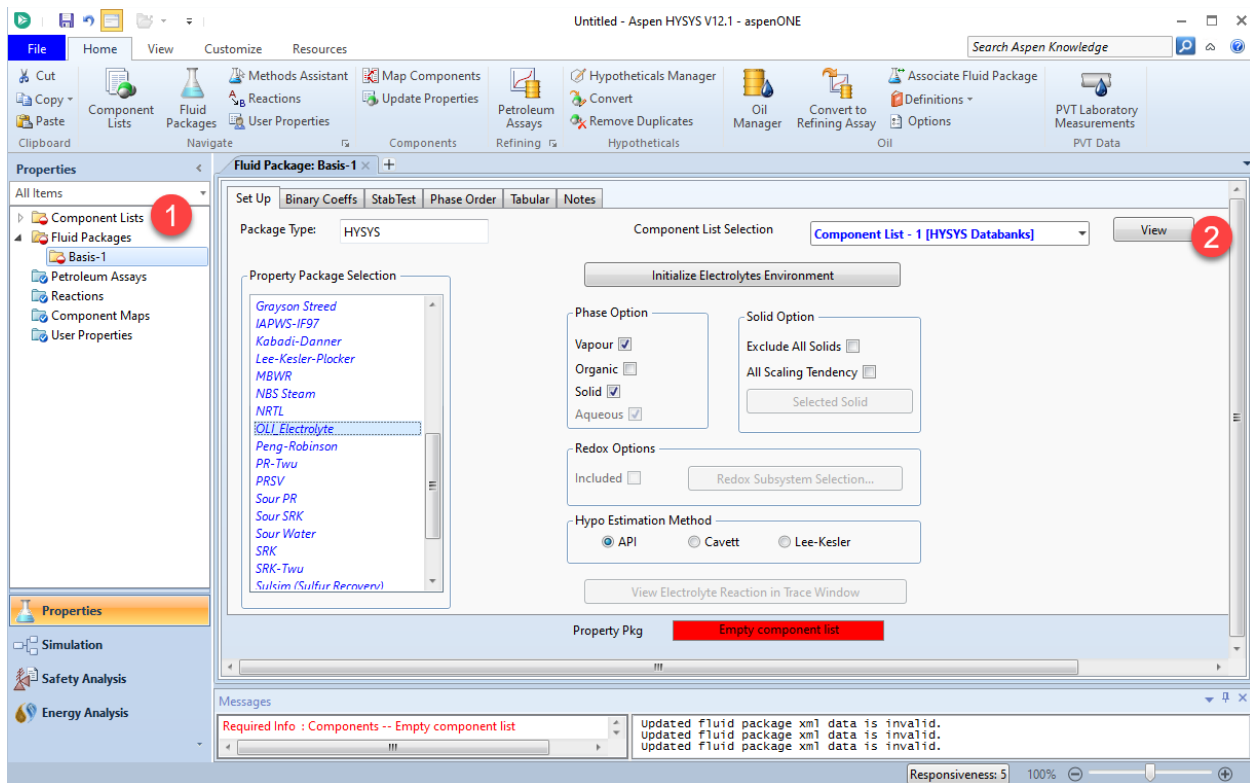 Untitled - Aspen HYSYS V12.1 - aspenONE
File Home View Customize Resources Search Aspen Knowledge
Cut
Copy
Paste
Clipboard
Component Lists
Fluid Packages
Methods Assistant
Reactions
User Properties
Navigate
Map Components
Update Properties
Components
Petroleum Assays
Refining
Hypotheticals Manager
Convert
Remove Duplicates
Hypotheticals
Oil Manager
Convert to Refining Assay
Associate Fluid Package
Definitions
Options
Oil
PVT Laboratory Measurements
PVT Data
Properties
All Items
Component Lists 1
Fluid Packages
Basis-1
Petroleum Assays
Reactions
Component Maps
User Properties
Properties
Simulation
Safety Analysis
Energy Analysis
Fluid Package: Basis-1
Set Up Binary Coeffs StabTest Phase Order Tabular Notes
Package Type: HYSYS Component List Selection Component List - 1 [HYSYS Databanks] View 2
Property Package Selection
Grayson Streed
IAPWS-IF97
Kabadi-Danner
Lee-Kesler-Plocker
MBWR
NBS Steam
NRTL
OLI_Electrolyte
Peng-Robinson
PR-Twu
PRSV
Sour PR
Sour SRK
Sour Water
SRK
SRK-Twu
Sulsim (Sulfur Recovery)
Initialize Electrolytes Environment
Phase Option
Vapour
Organic
Solid
Aqueous
Solid Option
Exclude All Solids
All Scaling Tendency
Selected Solid
Redox Options
Included Redox Subsystem Selection...
Hypo Estimation Method
API Cavett Lee-Kesler
View Electrolyte Reaction in Trace Window
Property Pkg Empty component list
Messages
Required Info : Components -- Empty component list
Updated fluid package xml data is invalid.
Updated fluid package xml data is invalid.
Updated fluid package xml data is invalid.
Responsiveness: 5 100%